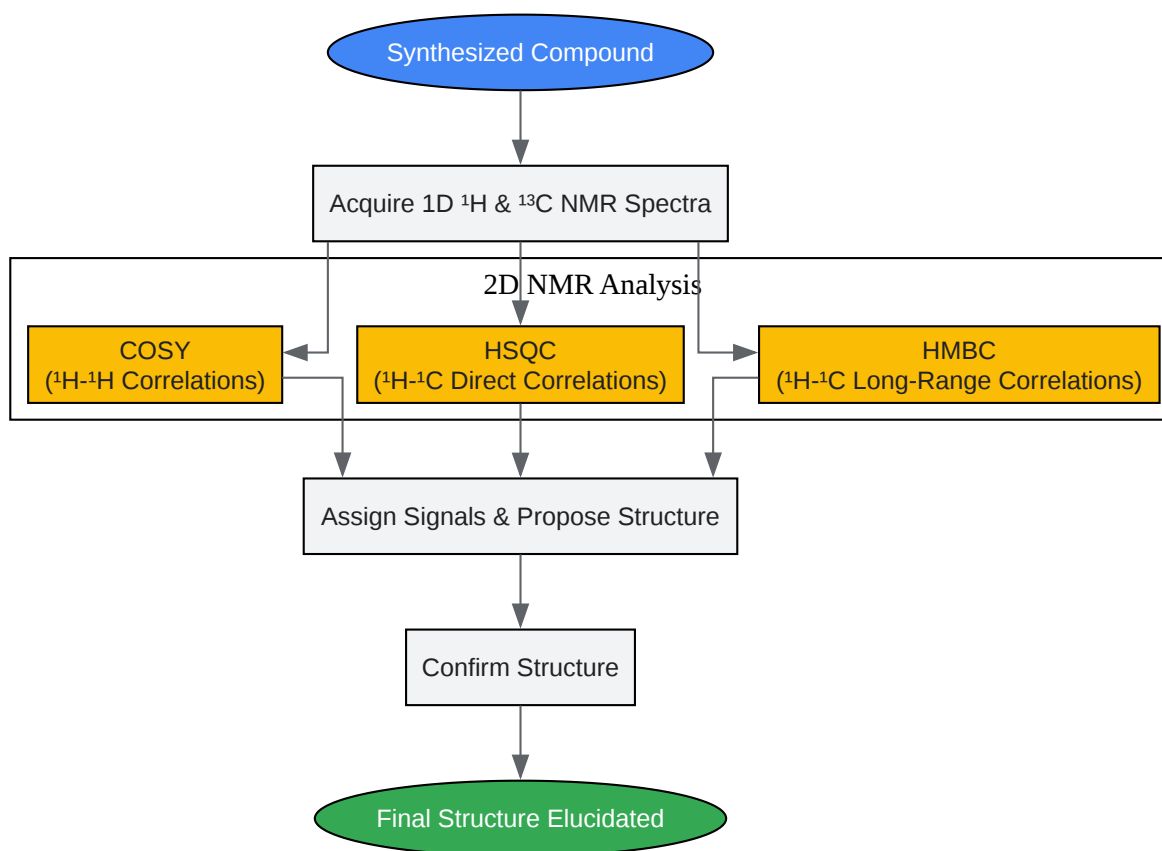 Synthesized Compound
Acquire 1D ¹H & ¹³C NMR Spectra
2D NMR Analysis
COSY
(¹H-¹H Correlations)
HSQC
(¹H-¹C Direct Correlations)
HMBC
(¹H-¹C Long-Range Correlations)
Assign Signals & Propose Structure
Confirm Structure
Final Structure Elucidated